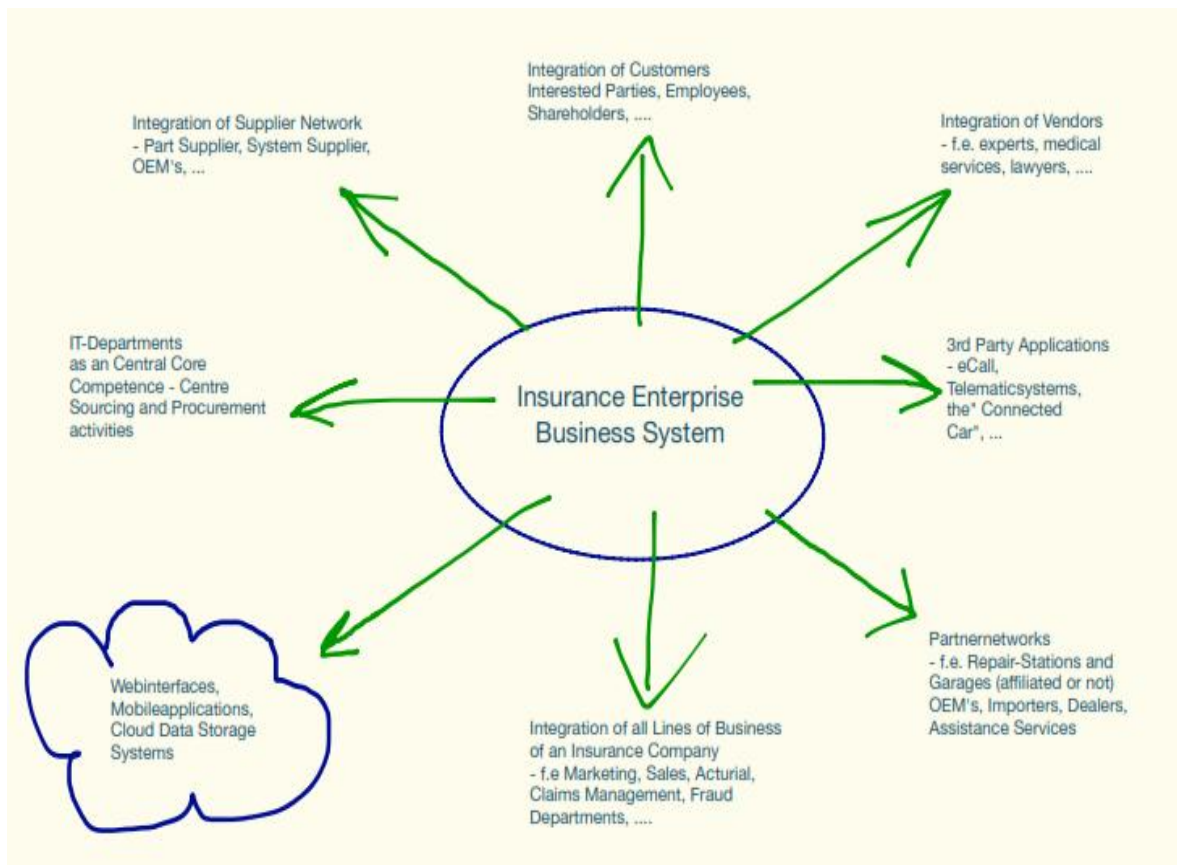 Integration of Customers
Interested Parties, Employees,
Shareholders, ....
Integration of Supplier Network
- Part Supplier, System Supplier,
OEM's, ...
Integration of Vendors
- f.e. experts, medical
services, lawyers, ....
IT-Departments
as an Central Core
Competence - Centre
Sourcing and Procurement
activities
Insurance Enterprise
Business System
3rd Party Applications
- eCall,
Telematicsystems,
the" Connected
Car", ...
Webinterfaces,
Mobileapplications,
Cloud Data Storage
Systems
Integration of all Lines of Business
of an Insurance Company
- f.e Marketing, Sales, Acturial,
Claims Management, Fraud
Departments, ....
Partnernetworks
- f.e. Repair-Stations and
Garages (affiliated or not)
OEM's, Importers, Dealers,
Assistance Services